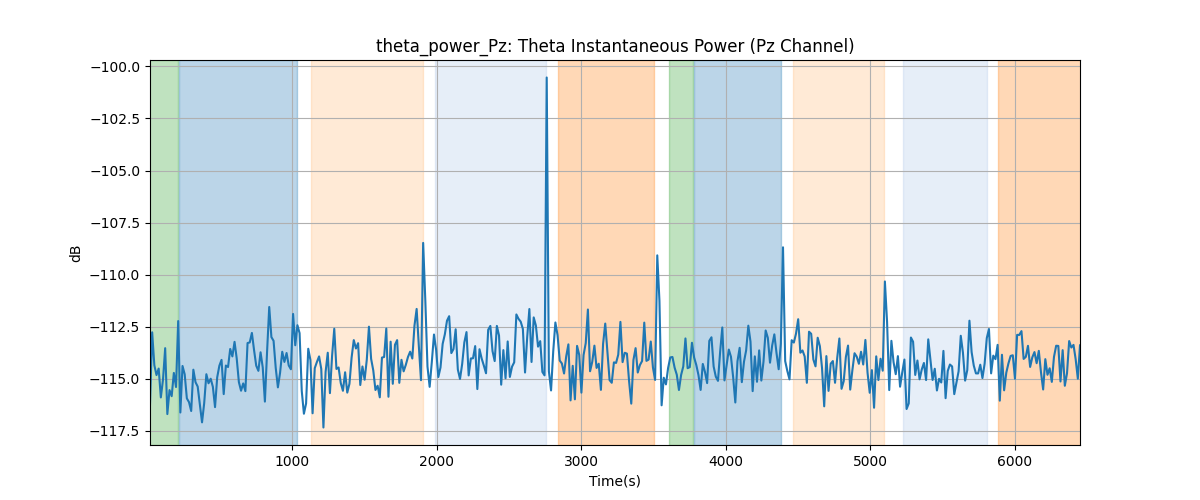 theta_power_Pz: Theta Instantaneous Power (Pz Channel)
−100.0
−102.5
−105.0
−107.5
−110.0
−112.5
−115.0
−117.5
dB
1000 2000 3000 4000 5000 6000
Time(s)